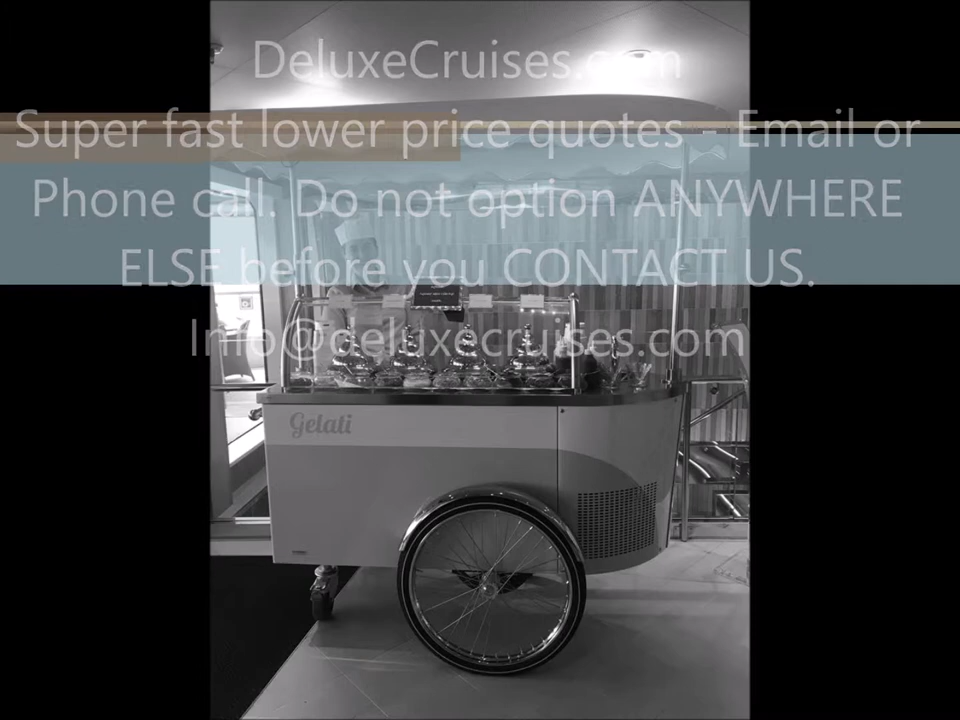 DeluxeCruises.com
Super fast lower price quotes - Email or
Phone call. Do not option ANYWHERE
ELSE before you CONTACT US.
Info@deluxecruises.com
Gelati